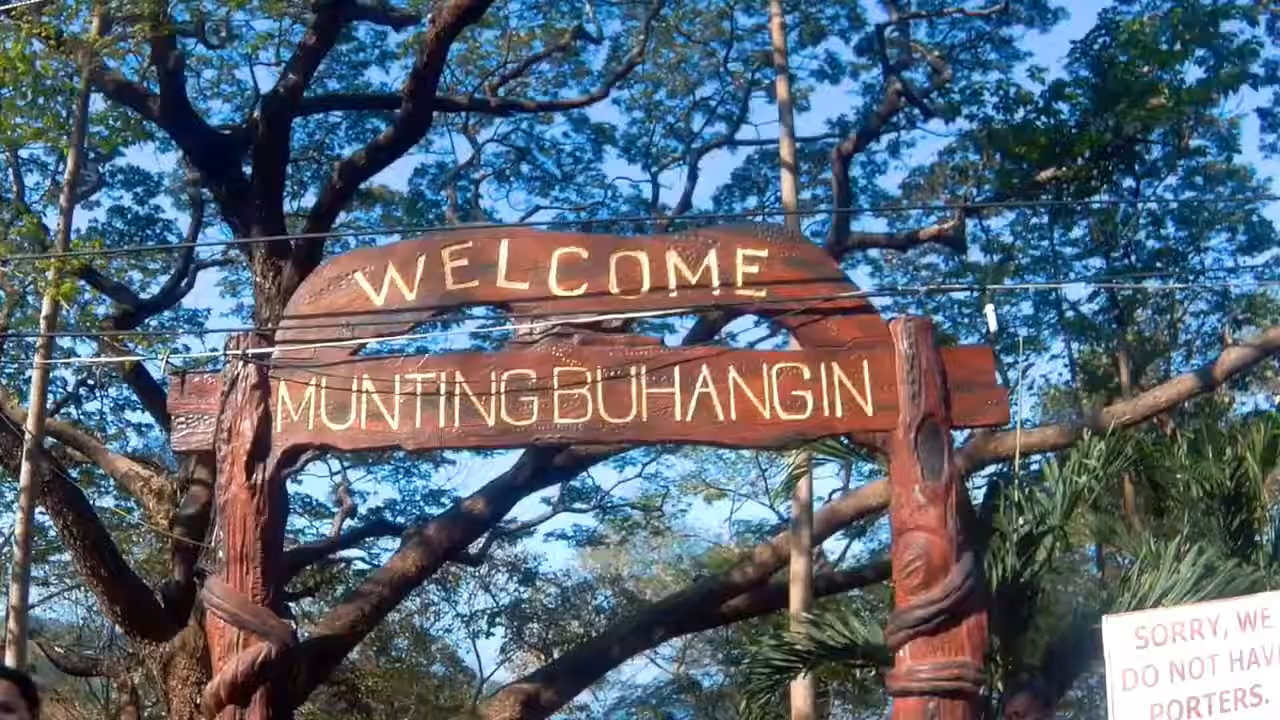 WELCOME
MUNTING BUHANGIN
SORRY, WE
DO NOT HAV
PORTERS.